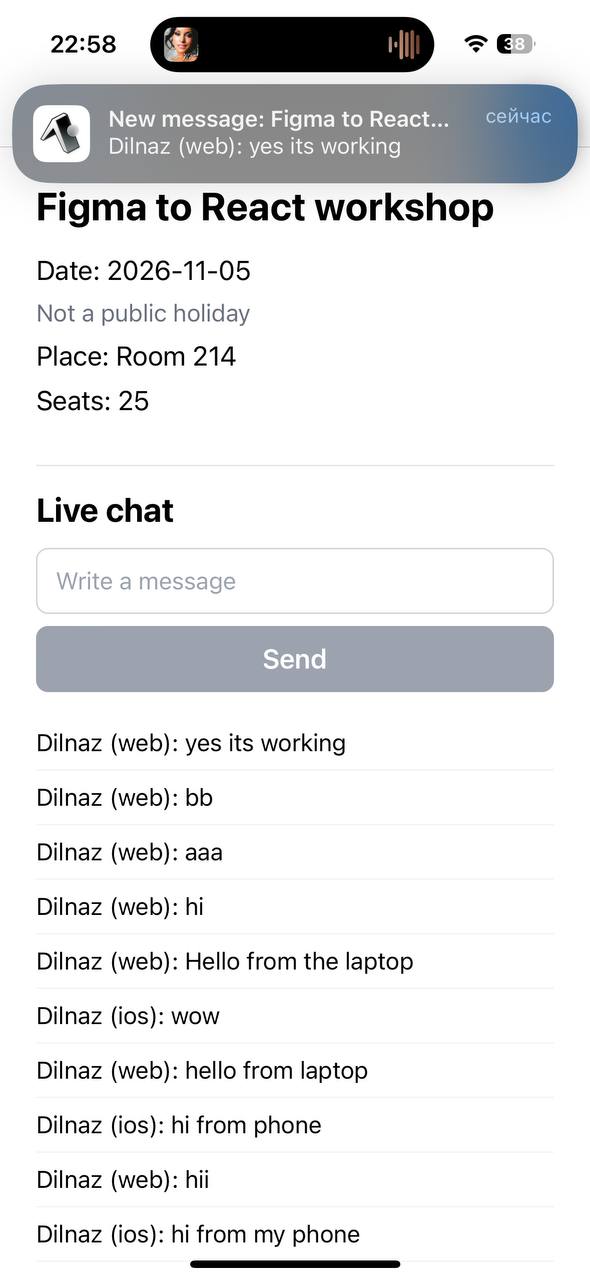 22:58
38
New message: Figma to React...
сейчас
Dilnaz (web): yes its working
Figma to React workshop
Date: 2026-11-05
Not a public holiday
Place: Room 214
Seats: 25
Live chat
Write a message
Send
Dilnaz (web): yes its working
Dilnaz (web): bb
Dilnaz (web): aaa
Dilnaz (web): hi
Dilnaz (web): Hello from the laptop
Dilnaz (ios): wow
Dilnaz (web): hello from laptop
Dilnaz (ios): hi from phone
Dilnaz (web): hii
Dilnaz (ios): hi from my phone